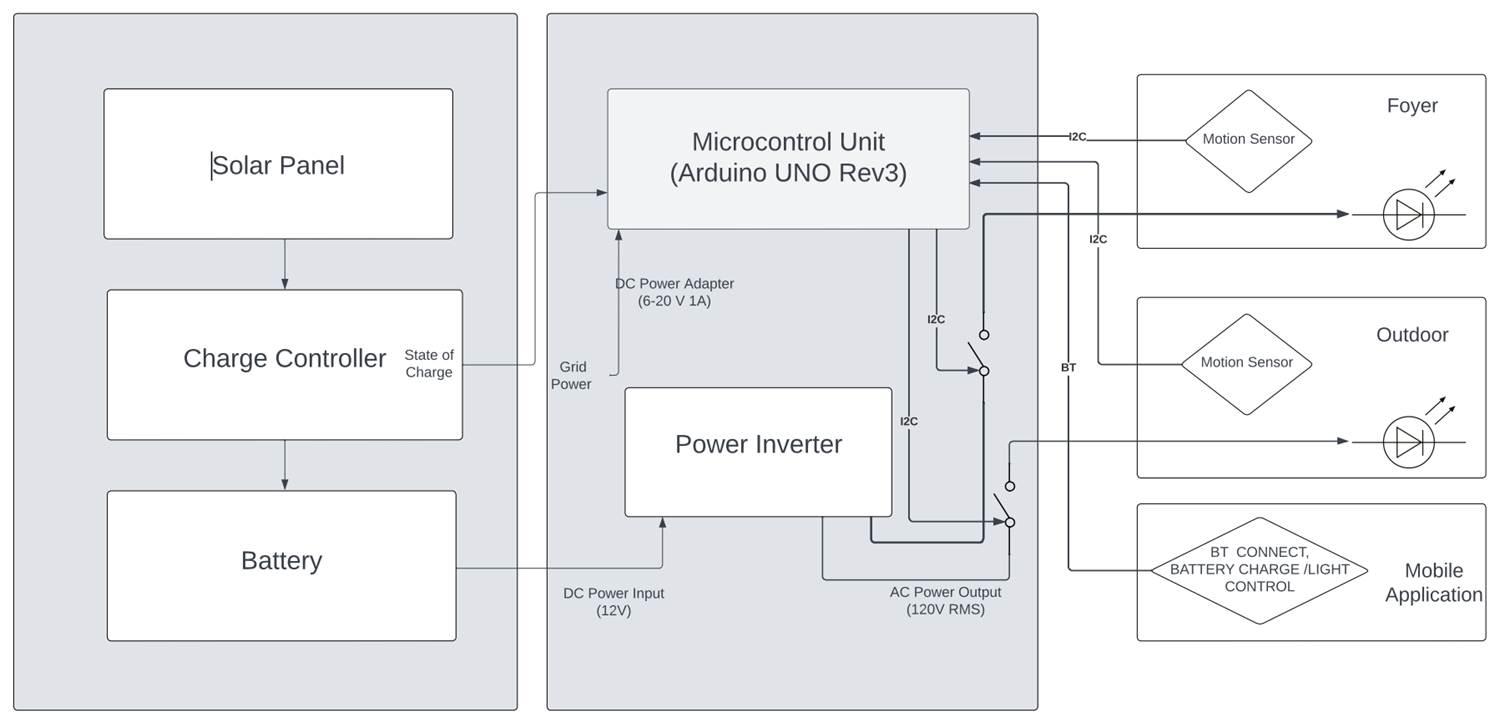 Solar Panel
Charge Controller
State of
Charge
Battery
Microcontrol Unit
(Arduino UNO Rev3)
DC Power Adapter
(6-20 V 1A)
Grid
Power
Power Inverter
DC Power Input
(12V)
AC Power Output
(120V RMS)
I2C
I2C
I2C
I2C
BT
Foyer
Motion Sensor
Outdoor
Motion Sensor
BT  CONNECT,
BATTERY CHARGE /LIGHT
CONTROL
Mobile
Application